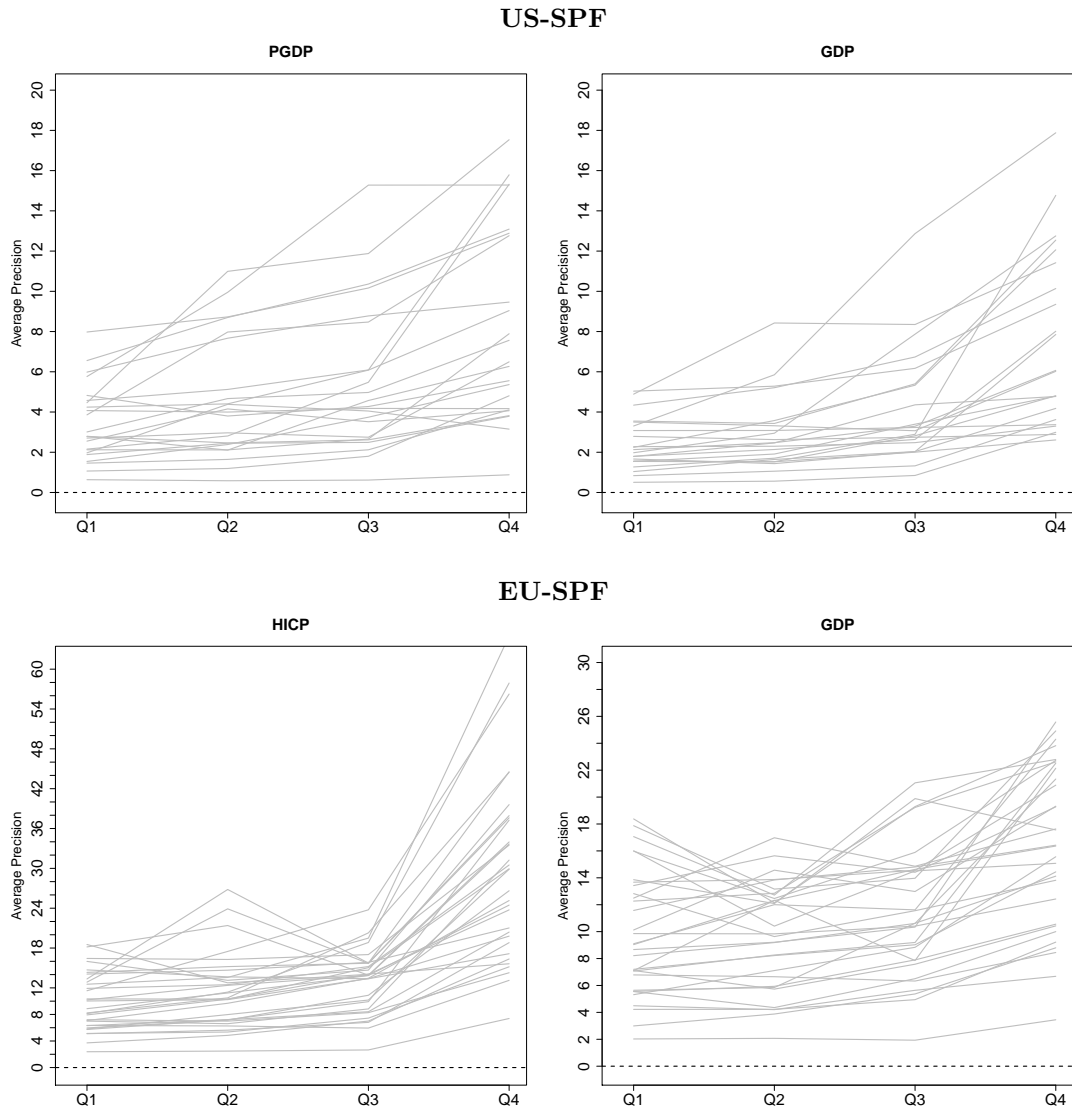 US-SPF
PGDP
GDP
Average Precision
0 2 4 6 8 10 12 14 16 18 20
Q1 Q2 Q3 Q4
Average Precision
0 2 4 6 8 10 12 14 16 18 20
Q1 Q2 Q3 Q4
EU-SPF
HICP
GDP
Average Precision
0 4 8 12 18 24 30 36 42 48 54 60
Q1 Q2 Q3 Q4
Average Precision
0 2 4 6 8 10 14 18 22 26 30
Q1 Q2 Q3 Q4